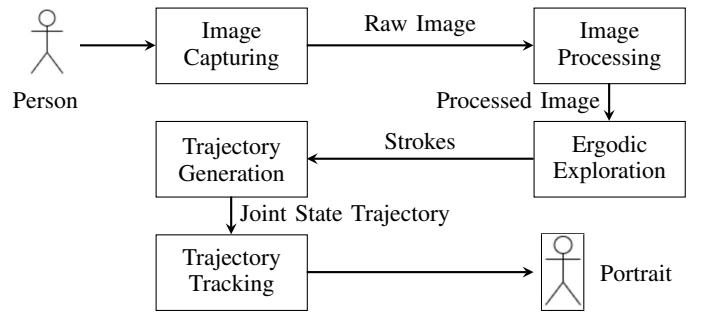 Person
Image
Capturing
Raw Image
Image
Processing
Processed Image
Ergodic
Exploration
Strokes
Trajectory
Generation
Joint State Trajectory
Trajectory
Tracking
Portrait